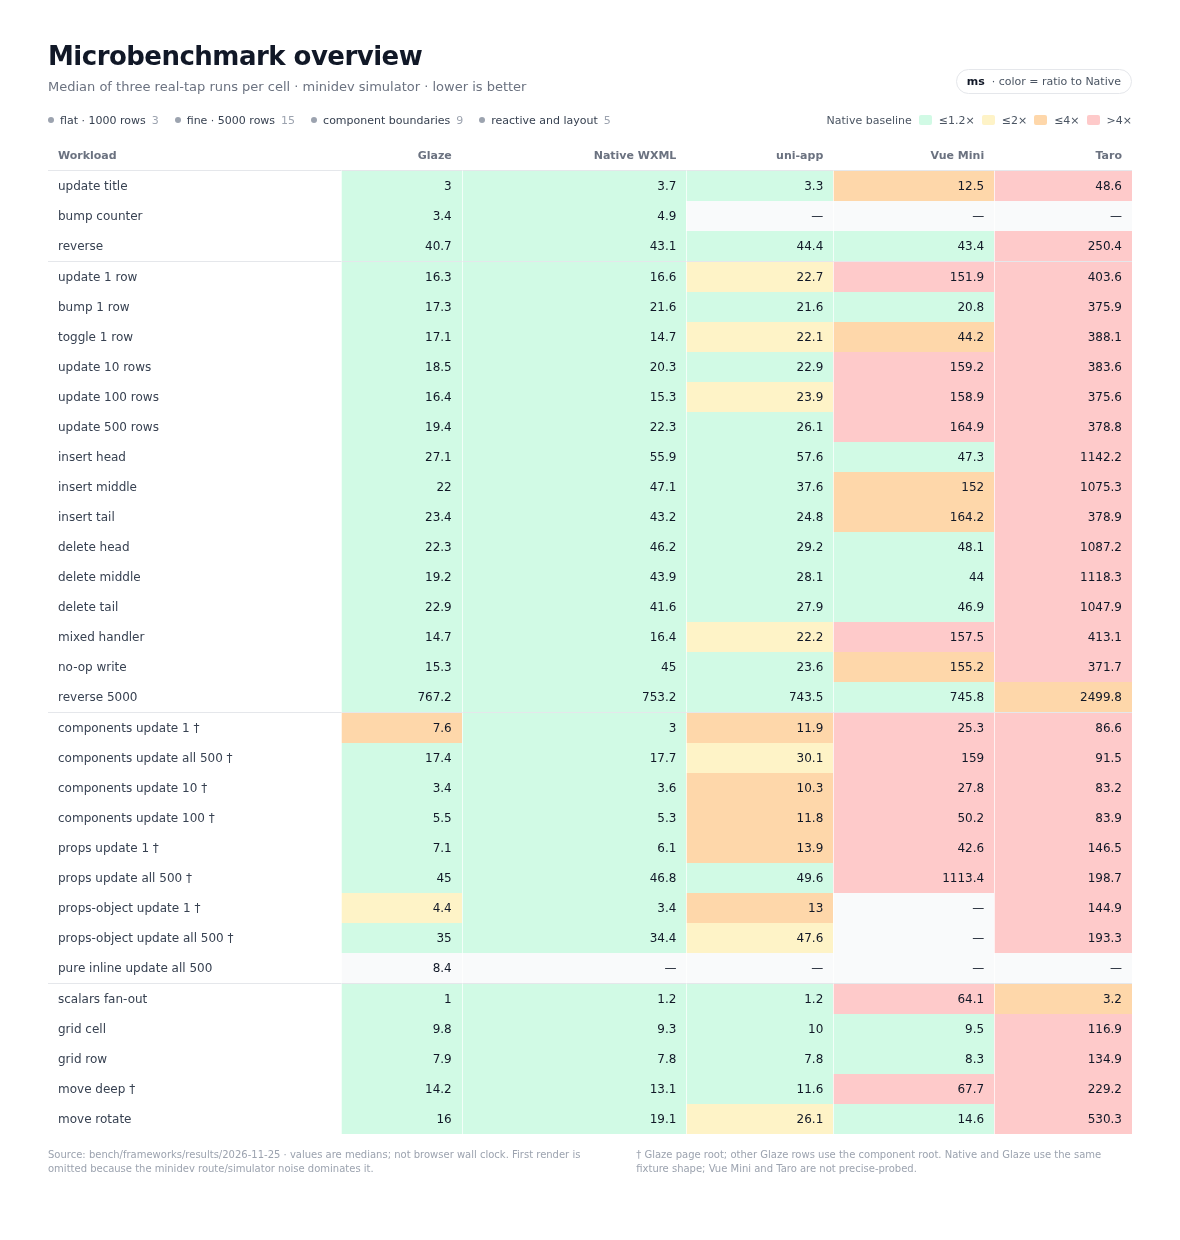 Microbenchmark overview
Median of three real-tap runs per cell · minidev simulator · lower is better
ms · color = ratio to Native
flat · 1000 rows 3 fine · 5000 rows 15 component boundaries 9 reactive and layout 5
Native baseline ≤1.2× ≤2× ≤4× >4×
Workload Glaze Native WXML uni-app Vue Mini Taro
update title 3 3.7 3.3 12.5 48.6
bump counter 3.4 4.9 — — —
reverse 40.7 43.1 44.4 43.4 250.4
update 1 row 16.3 16.6 22.7 151.9 403.6
bump 1 row 17.3 21.6 21.6 20.8 375.9
toggle 1 row 17.1 14.7 22.1 44.2 388.1
update 10 rows 18.5 20.3 22.9 159.2 383.6
update 100 rows 16.4 15.3 23.9 158.9 375.6
update 500 rows 19.4 22.3 26.1 164.9 378.8
insert head 27.1 55.9 57.6 47.3 1142.2
insert middle 22 47.1 37.6 152 1075.3
insert tail 23.4 43.2 24.8 164.2 378.9
delete head 22.3 46.2 29.2 48.1 1087.2
delete middle 19.2 43.9 28.1 44 1118.3
delete tail 22.9 41.6 27.9 46.9 1047.9
mixed handler 14.7 16.4 22.2 157.5 413.1
no-op write 15.3 45 23.6 155.2 371.7
reverse 5000 767.2 753.2 743.5 745.8 2499.8
components update 1 † 7.6 3 11.9 25.3 86.6
components update all 500 † 17.4 17.7 30.1 159 91.5
components update 10 † 3.4 3.6 10.3 27.8 83.2
components update 100 † 5.5 5.3 11.8 50.2 83.9
props update 1 † 7.1 6.1 13.9 42.6 146.5
props update all 500 † 45 46.8 49.6 1113.4 198.7
props-object update 1 † 4.4 3.4 13 — 144.9
props-object update all 500 † 35 34.4 47.6 — 193.3
pure inline update all 500 8.4 — — — —
scalars fan-out 1 1.2 1.2 64.1 3.2
grid cell 9.8 9.3 10 9.5 116.9
grid row 7.9 7.8 7.8 8.3 134.9
move deep † 14.2 13.1 11.6 67.7 229.2
move rotate 16 19.1 26.1 14.6 530.3
Source: bench/frameworks/results/2026-11-25 · values are medians; not browser wall clock. First render is
omitted because the minidev route/simulator noise dominates it.
† Glaze page root; other Glaze rows use the component root. Native and Glaze use the same
fixture shape; Vue Mini and Taro are not precise-probed.